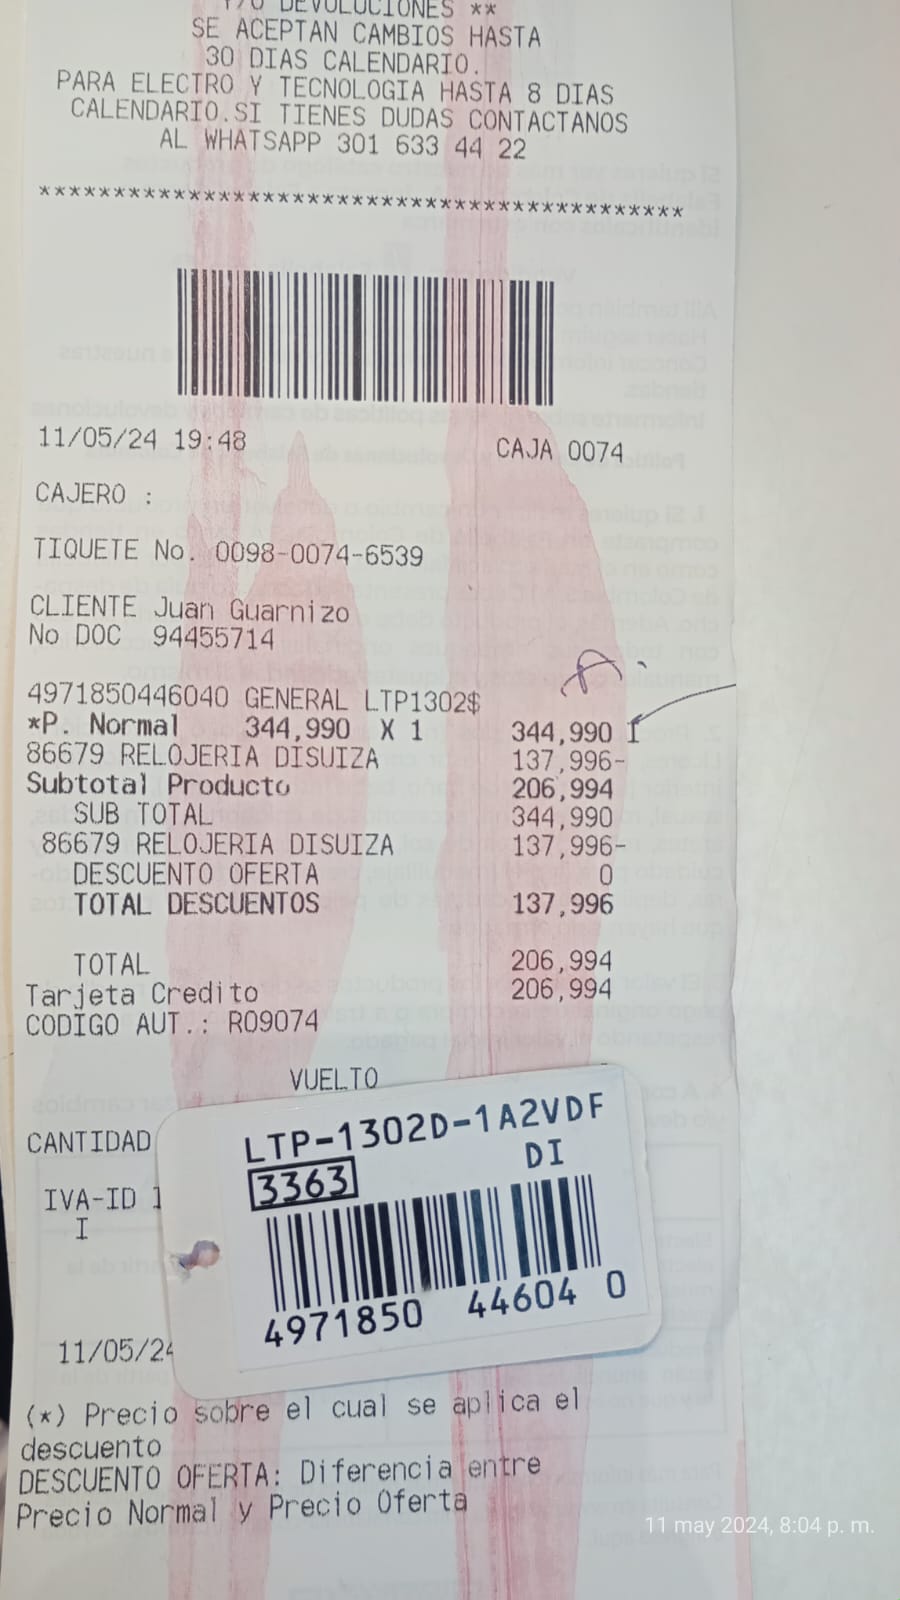 Y/O DEVOLUCIONES **
SE ACEPTAN CAMBIOS HASTA
30 DIAS CALENDARIO.
PARA ELECTRO Y TECNOLOGIA HASTA 8 DIAS
CALENDARIO.SI TIENES DUDAS CONTACTANOS
AL WHATSAPP 301 633 44 22
*******************************************
11/05/24 19:48 CAJA 0074
CAJERO :
TIQUETE No. 0098-0074-6539
CLIENTE Juan Guarnizo
No DOC 94455714
4971850446040 GENERAL LTP1302$
*P. Normal 344,990 X 1 344,990 I
86679 RELOJERIA DISUIZA 137,996-
Subtotal Producto 206,994
SUB TOTAL 344,990
86679 RELOJERIA DISUIZA 137,996-
DESCUENTO OFERTA 0
TOTAL DESCUENTOS 137,996
TOTAL 206,994
Tarjeta Credito 206,994
CODIGO AUT.: R09074
VUELTO
CANTIDAD
IVA-ID
I
11/05/24
LTP-1302D-1A2VDF
DI
3363
4971850 44604 0
(*) Precio sobre el cual se aplica el
descuento
DESCUENTO OFERTA: Diferencia entre
Precio Normal y Precio Oferta
11 may 2024, 8:04 p. m.